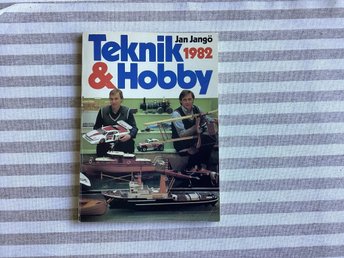 Jan Jangö
Teknik 1982
& Hobby